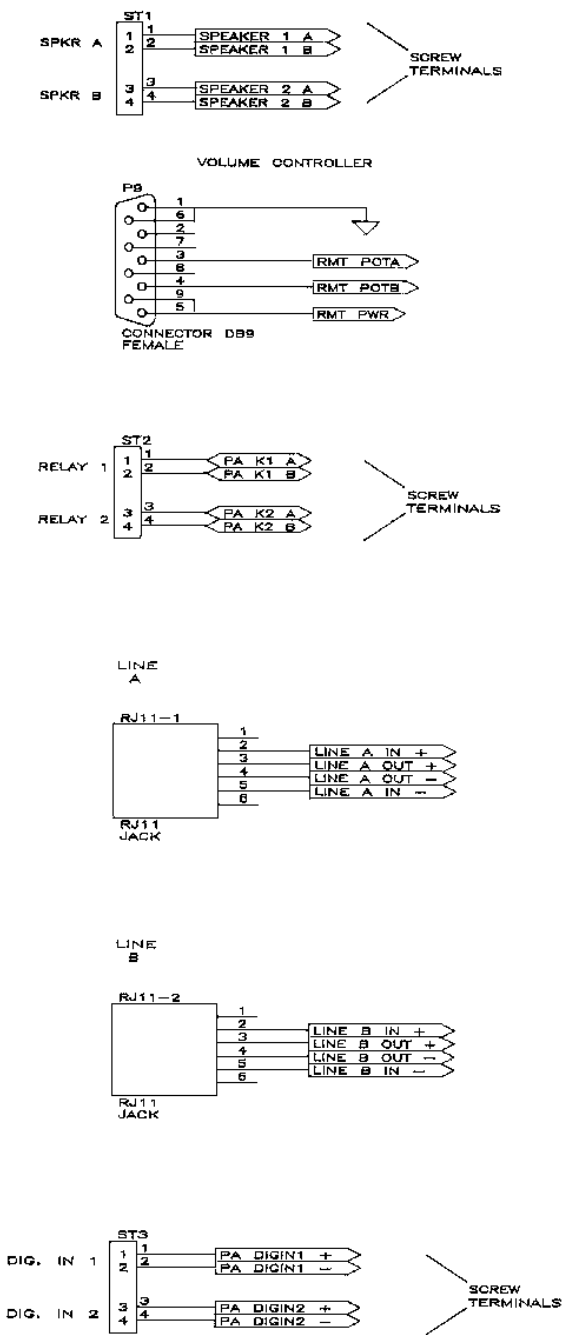 ST1
SPKR A 1 1 SPEAKER 1 A
2 2 SPEAKER 1 B
SPKR B 3 3 SPEAKER 2 A
4 4 SPEAKER 2 B
SCREW
TERMINALS
VOLUME CONTROLLER
P9
1
6
2
7
3 RMT POTA
8
4 RMT POTB
9
5 RMT PWR
CONNECTOR DB9
FEMALE
ST2
RELAY 1 1 1 PA K1 A
2 2 PA K1 B
RELAY 2 3 3 PA K2 A
4 4 PA K2 B
SCREW
TERMINALS
LINE
A
RJ11-1
1
2 LINE A IN +
3 LINE A OUT +
4 LINE A OUT -
5 LINE A IN -
6
RJ11
JACK
LINE
B
RJ11-2
1
2 LINE B IN +
3 LINE B OUT +
4 LINE B OUT -
5 LINE B IN -
6
RJ11
JACK
ST3
DIG. IN 1 1 1 PA DIGIN1 +
2 2 PA DIGIN1 -
DIG. IN 2 3 3 PA DIGIN2 +
4 4 PA DIGIN2 -
SCREW
TERMINALS